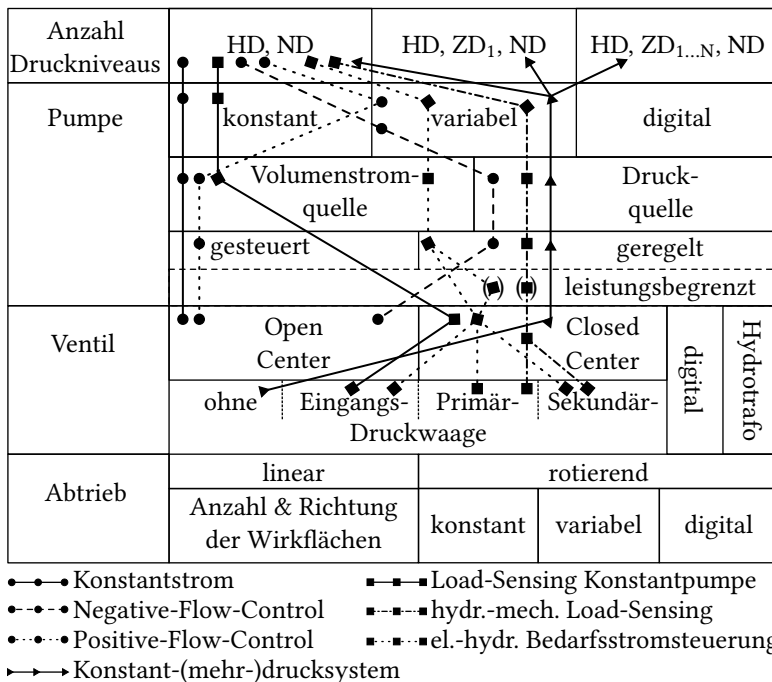 Anzahl
Druckniveaus
HD, ND
HD, ZD₁, ND
HD, ZD₁...N, ND
Pumpe
konstant
variabel
digital
Volumenstrom-
quelle
Druck-
quelle
gesteuert
geregelt
( ) ( ) leistungsbegrenzt
Ventil
Open
Center
Closed
Center
digital
Hydrotrafo
ohne
Eingangs-
Primär-
Sekundär-
Druckwaage
Abtrieb
linear
rotierend
Anzahl & Richtung
der Wirkflächen
konstant
variabel
digital
Konstantstrom
Load-Sensing Konstantpumpe
Negative-Flow-Control
hydr.-mech. Load-Sensing
Positive-Flow-Control
el.-hydr. Bedarfsstromsteuerung
Konstant-(mehr-)drucksystem